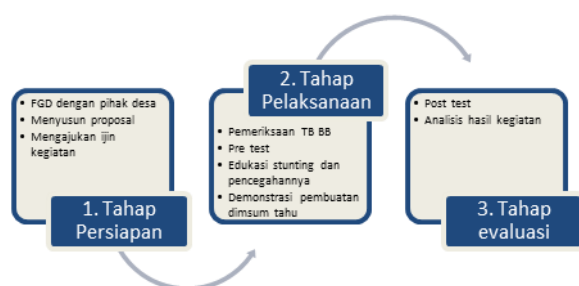 • FGD dengan pihak desa
• Menyusun proposal
• Mengajukan ijin
kegiatan
1. Tahap
Persiapan
2. Tahap
Pelaksanaan
• Pemeriksaan TB BB
• Pre test
• Edukasi stunting dan
pencegahannya
• Demonstrasi pembuatan
dimsum tahu
• Post test
• Analisis hasil kegiatan
3. Tahap
evaluasi